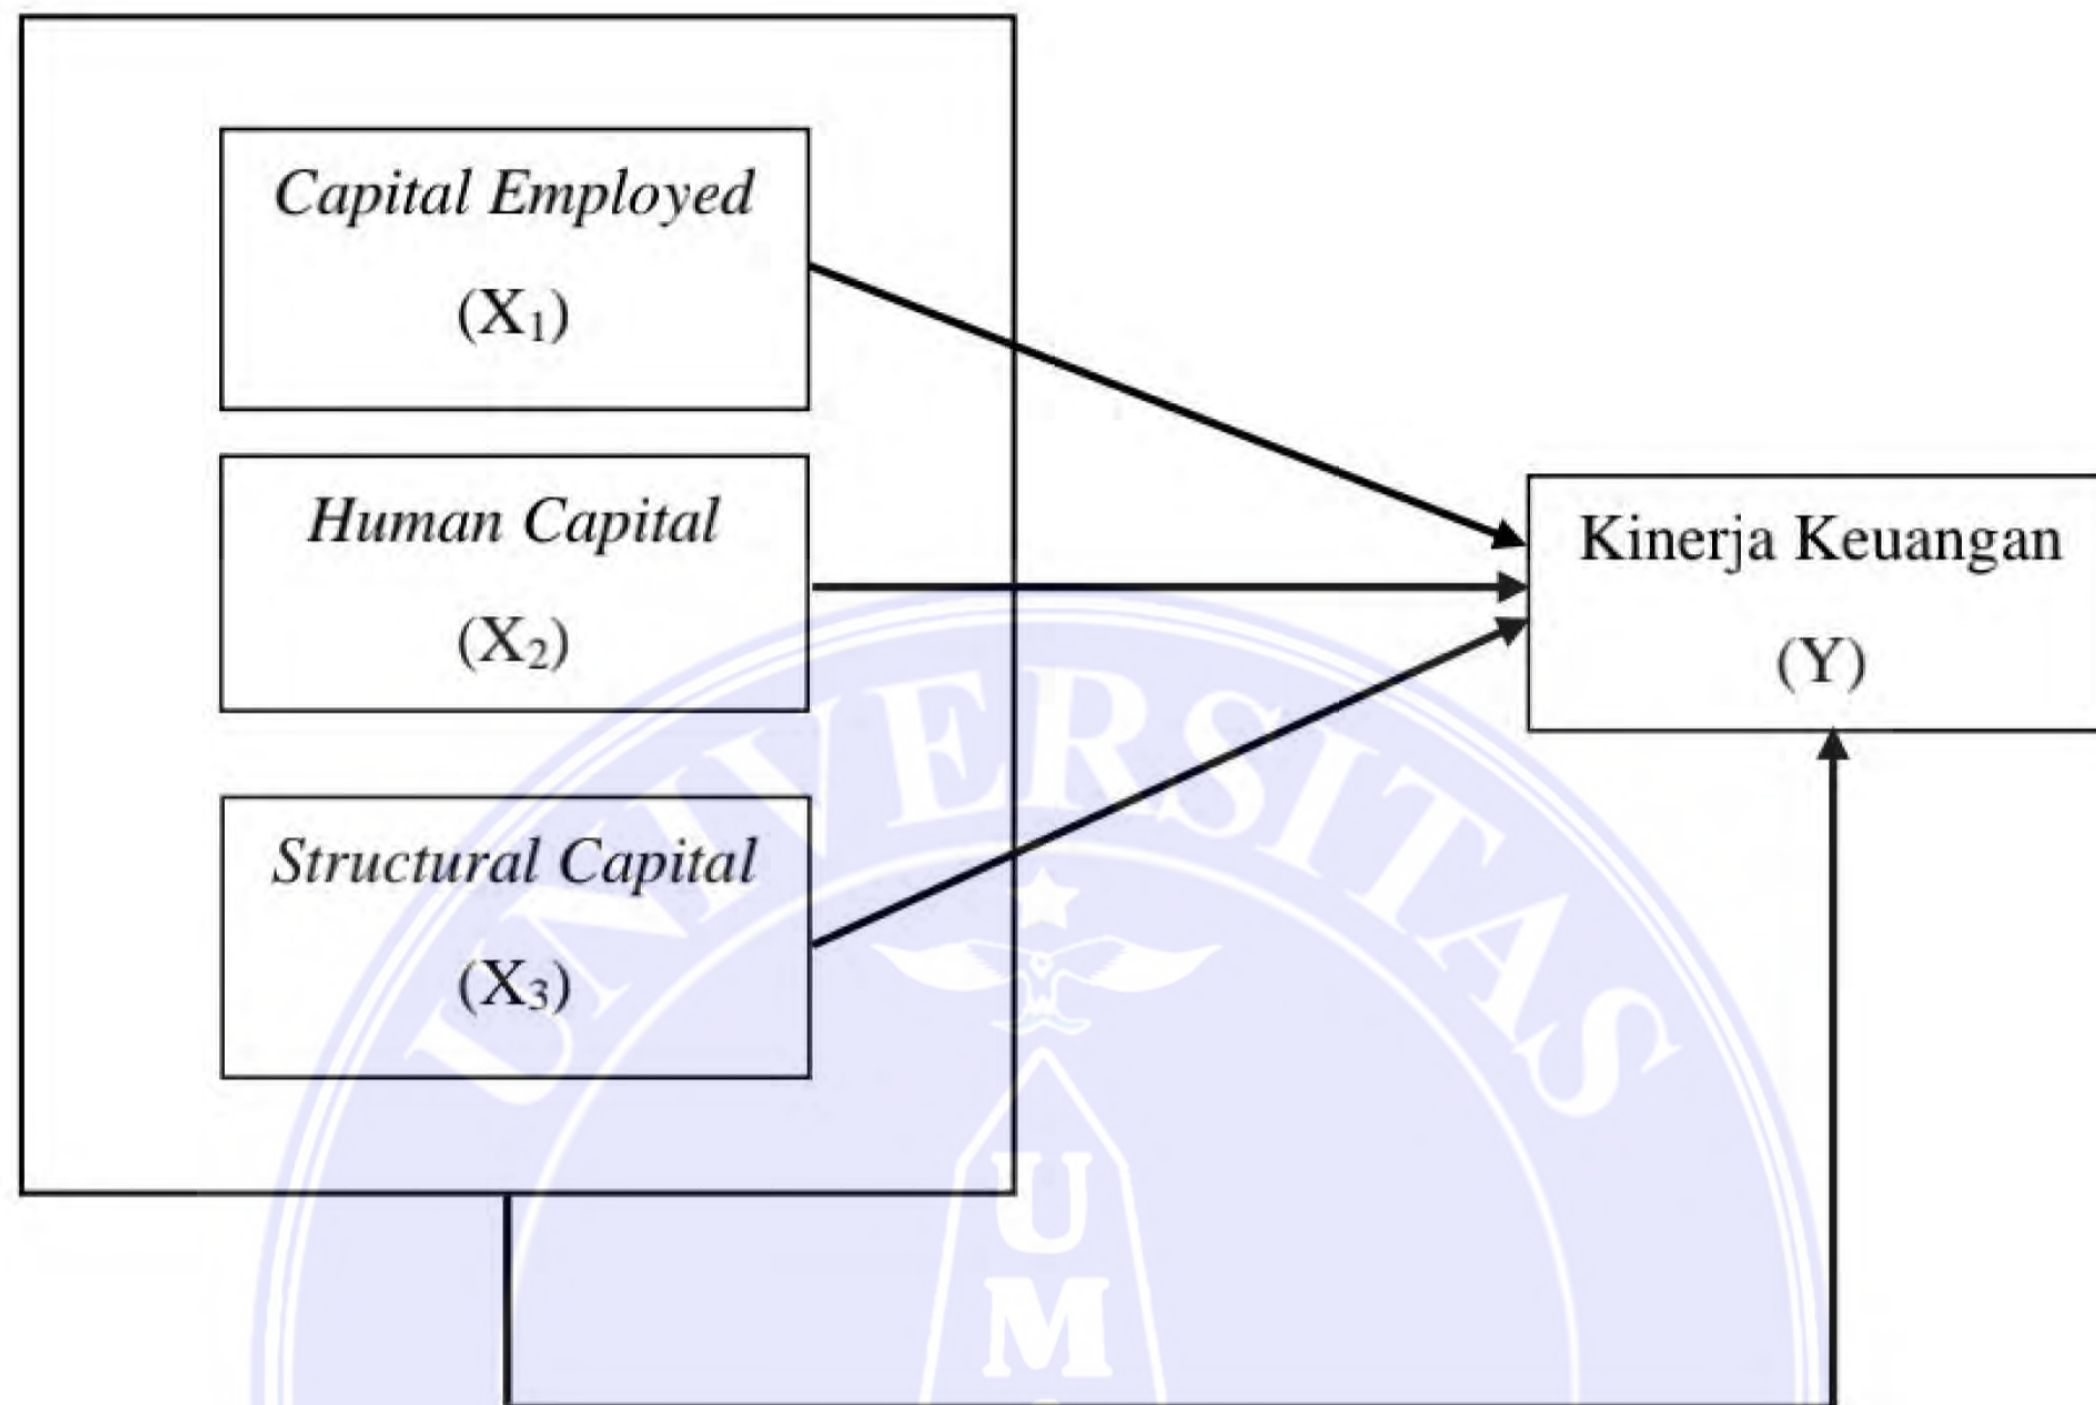 Capital Employed
(X₁)
Human Capital
(X₂)
Structural Capital
(X₃)
Kinerja Keuangan
(Y)
UNIVERSITAS
U
M